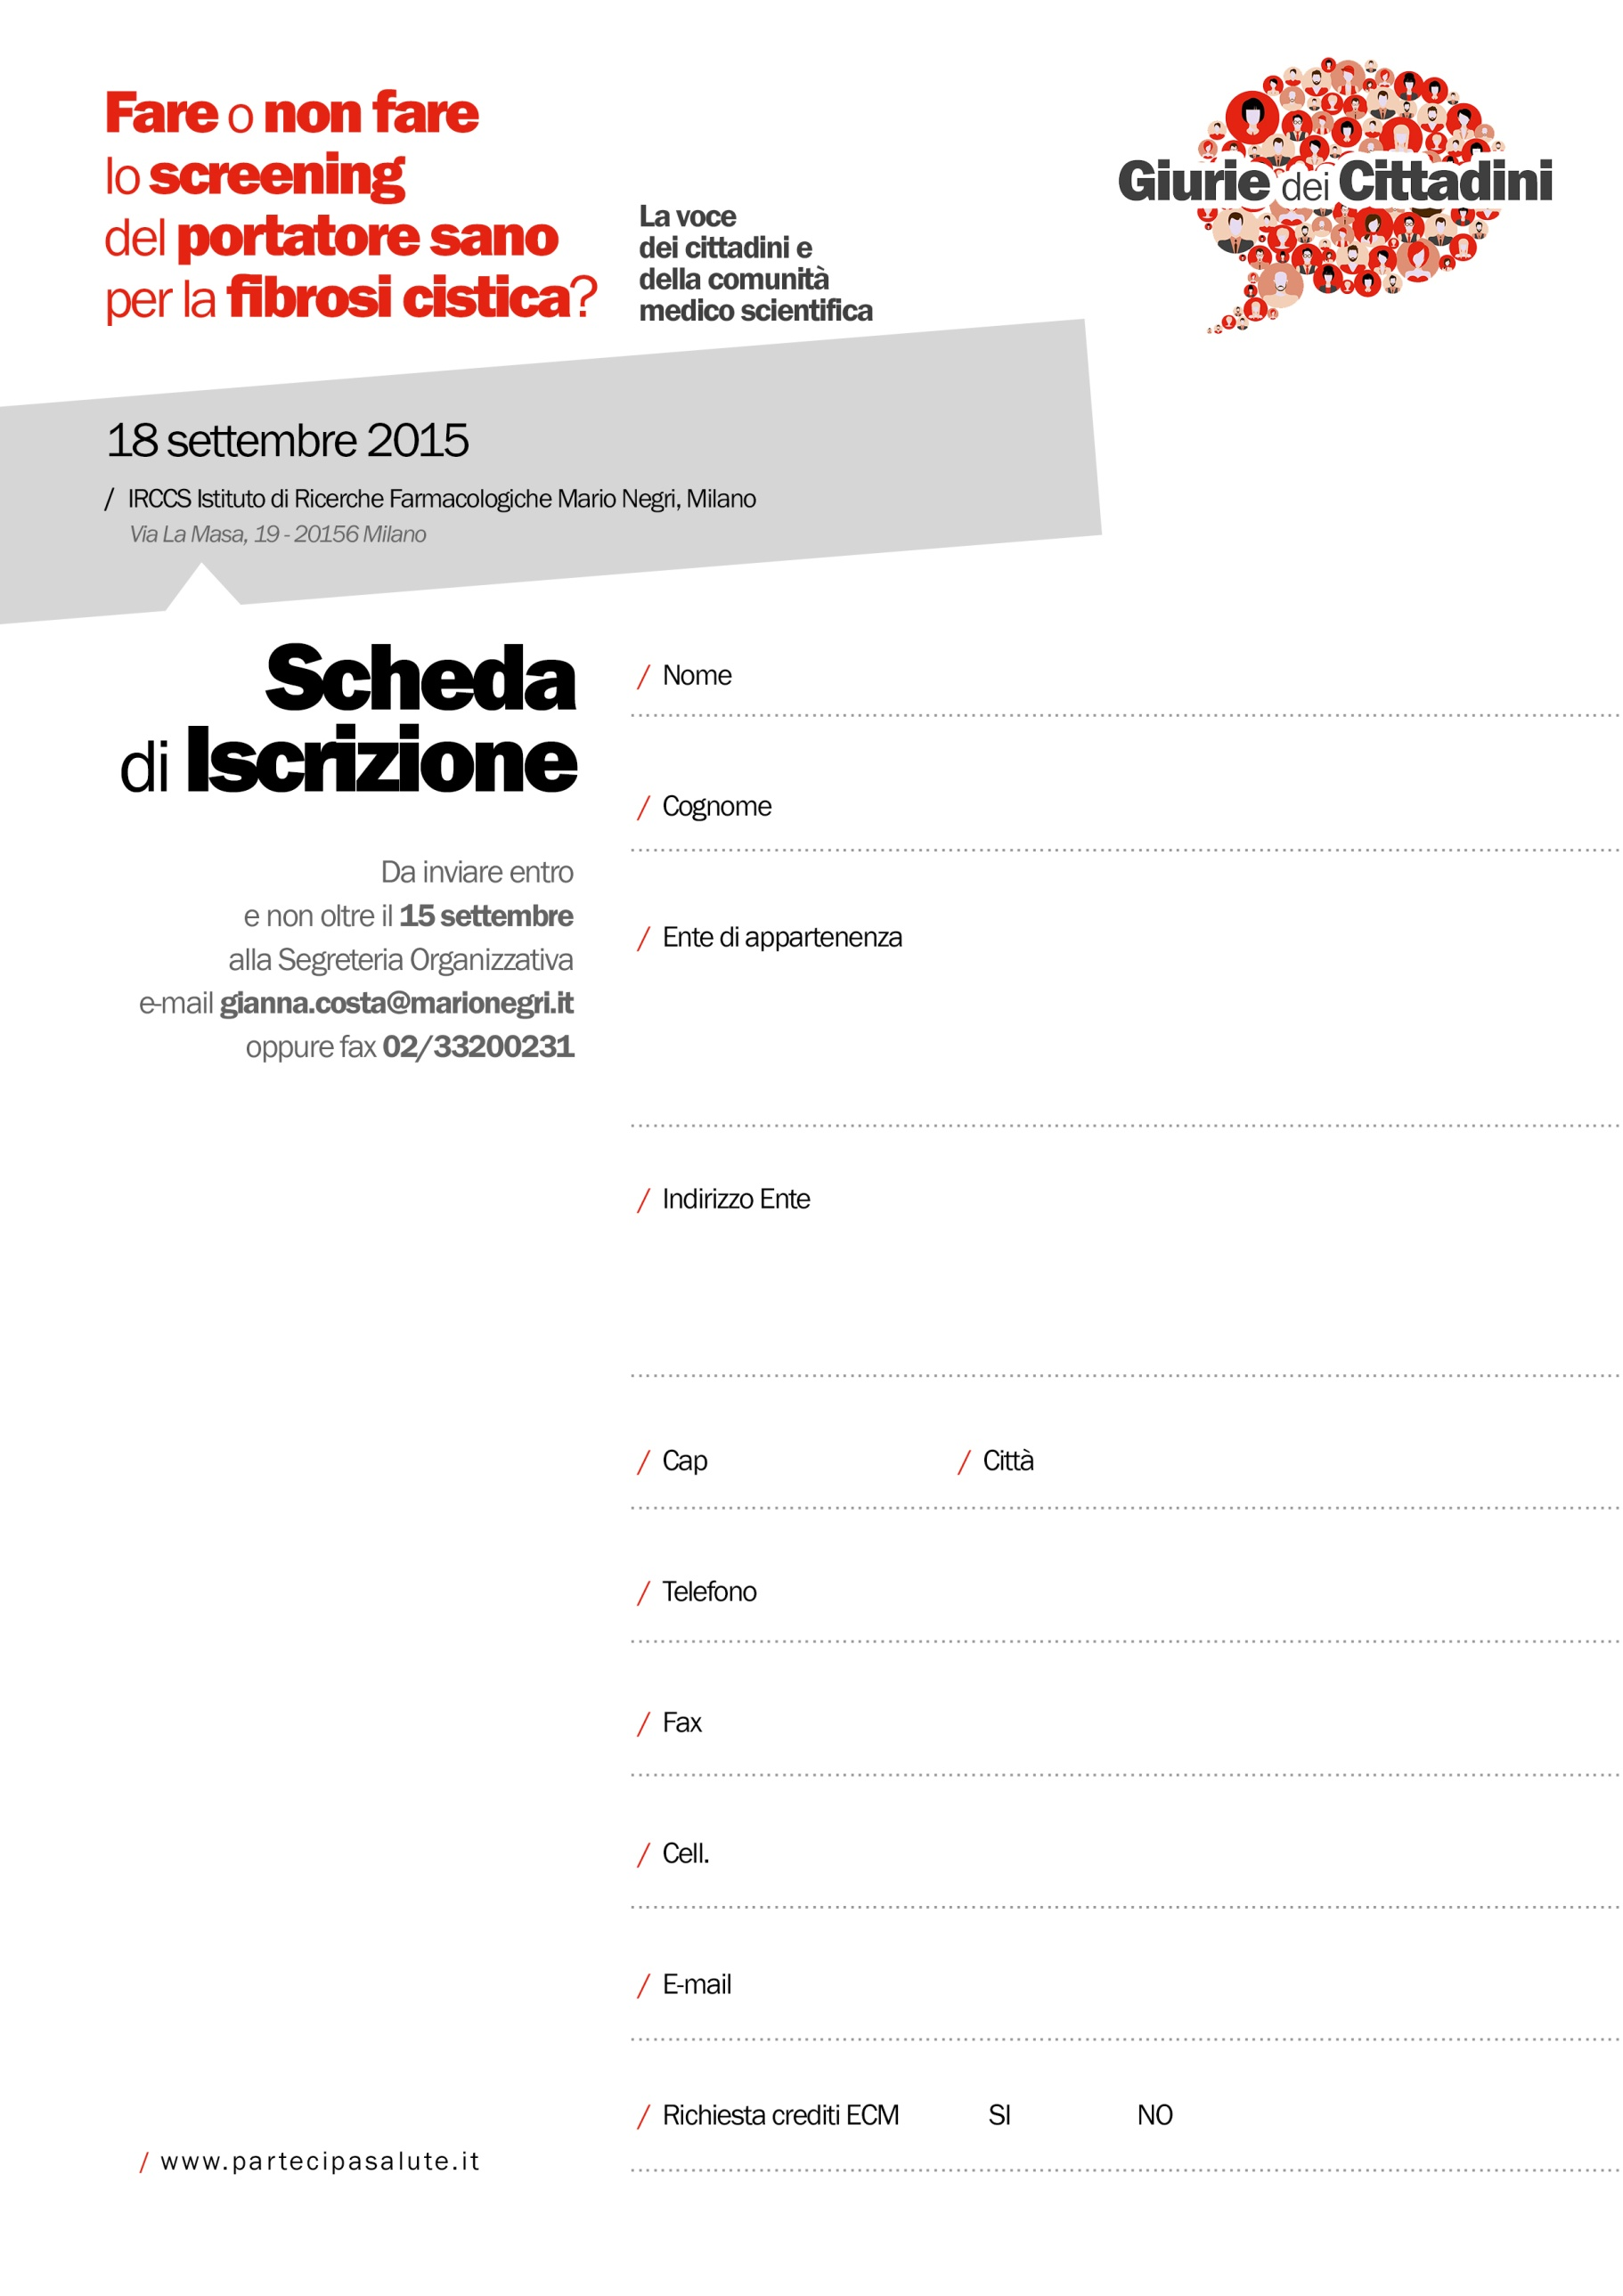 Fare o non fare
lo screening
del portatore sano
per la fibrosi cistica?
La voce
dei cittadini e
della comunità
medico scientifica
Giurie dei Cittadini
18 settembre 2015
/ IRCCS Istituto di Ricerche Farmacologiche Mario Negri, Milano
Via La Masa, 19 - 20156 Milano
Scheda
di Iscrizione
Da inviare entro
e non oltre il 15 settembre
alla Segreteria Organizzativa
e-mail gianna.costa@marionegri.it
oppure fax 02/33200231
/ Nome
/ Cognome
/ Ente di appartenenza
/ Indirizzo Ente
/ Cap / Città
/ Telefono
/ Fax
/ Cell.
/ E-mail
/ Richiesta crediti ECM SI NO
/ www.partecipasalute.it